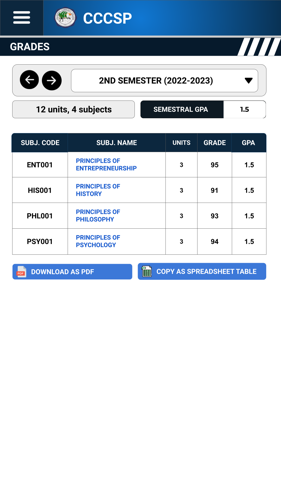 CCCSP
GRADES
2ND SEMESTER (2022-2023)
12 units, 4 subjects
SEMESTRAL GPA 1.5
SUBJ. CODE SUBJ. NAME UNITS GRADE GPA
ENT001 PRINCIPLES OF ENTREPRENEURSHIP 3 95 1.5
HIS001 PRINCIPLES OF HISTORY 3 91 1.5
PHL001 PRINCIPLES OF PHILOSOPHY 3 93 1.5
PSY001 PRINCIPLES OF PSYCHOLOGY 3 94 1.5
DOWNLOAD AS PDF
COPY AS SPREADSHEET TABLE